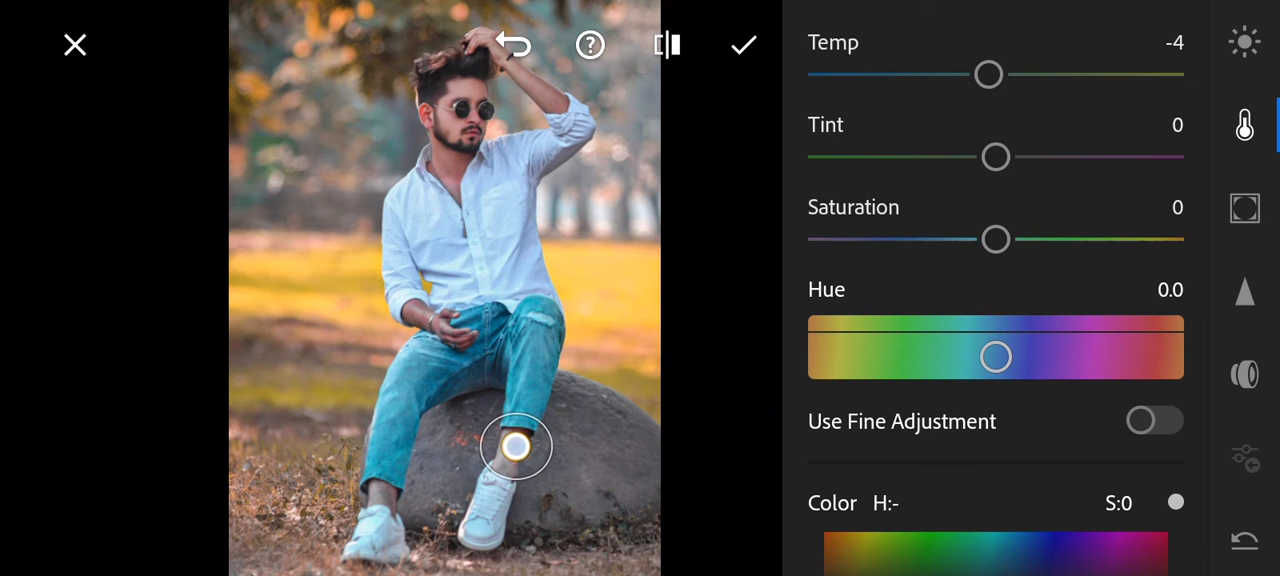 Temp -4
Tint 0
Saturation 0
Hue 0.0
Use Fine Adjustment
Color H:- S:0